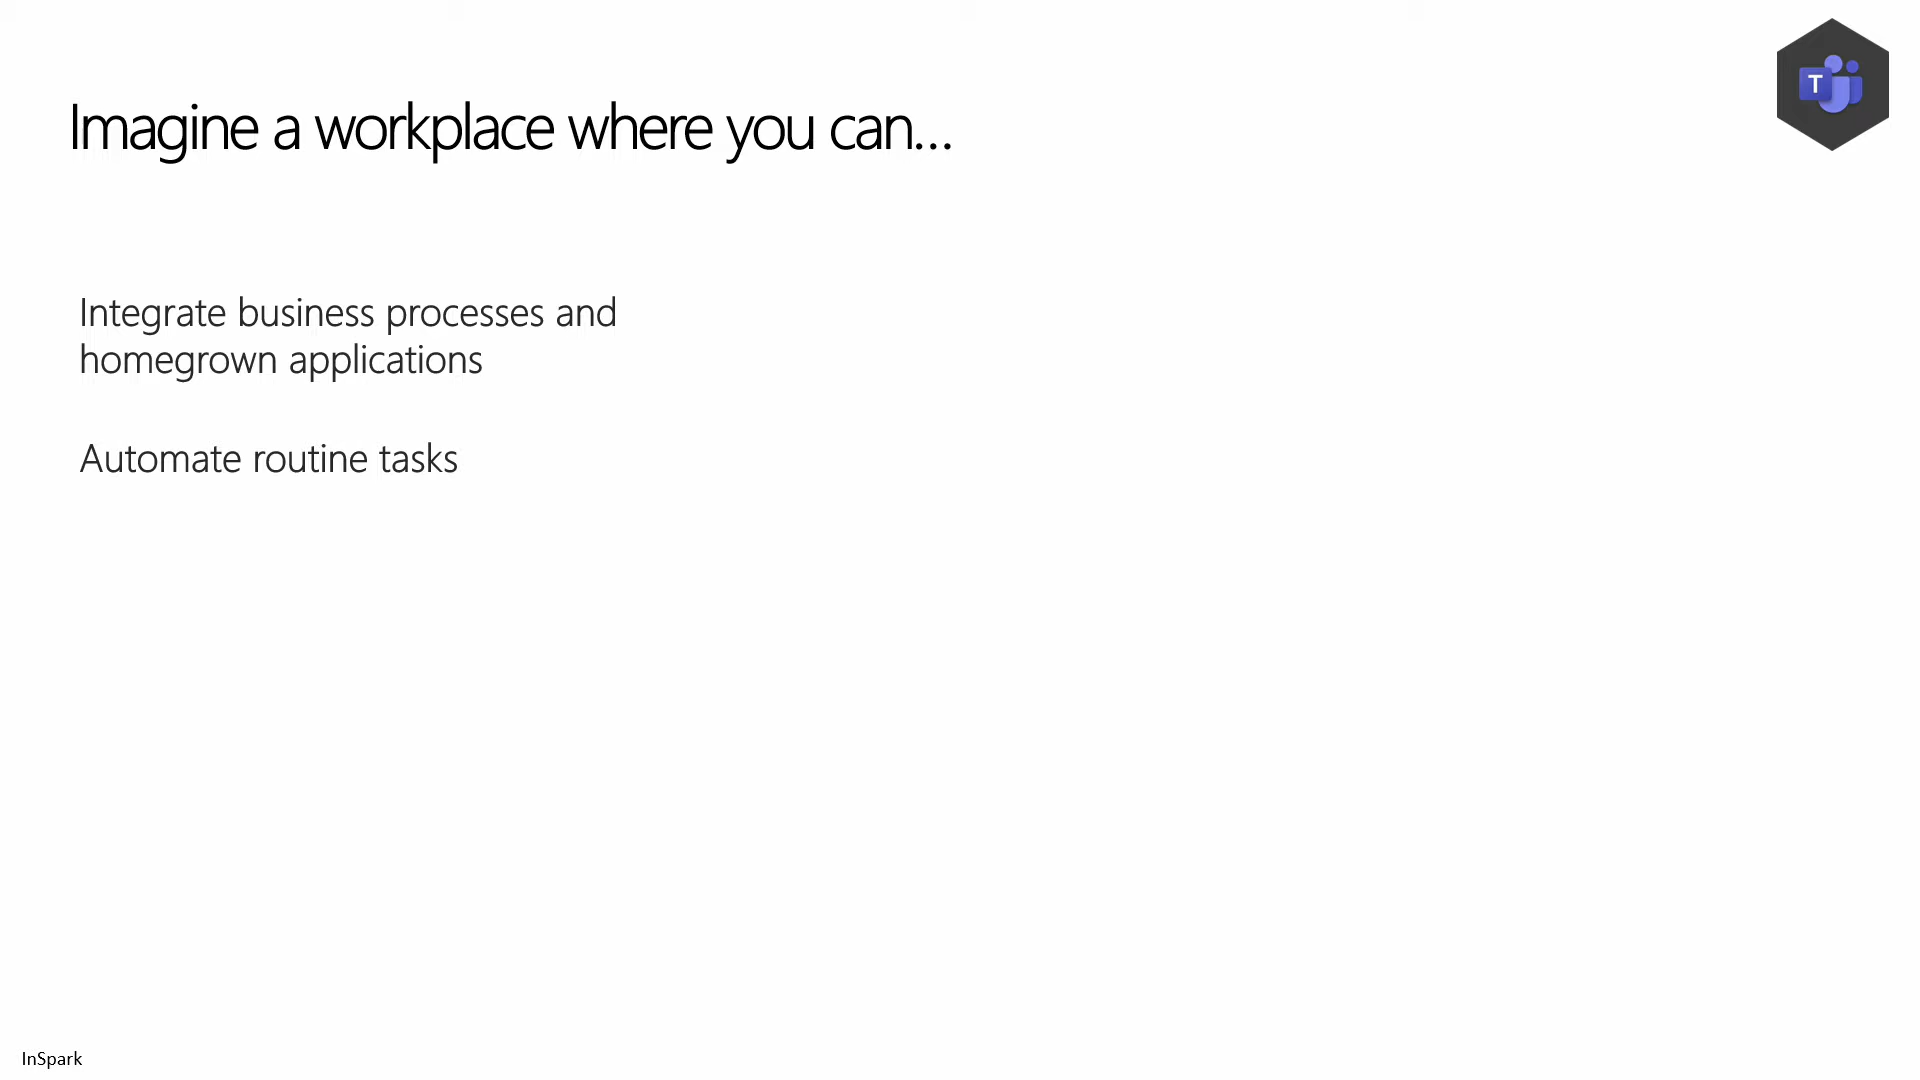 Imagine a workplace where you can...
T
Integrate business processes and
homegrown applications
Automate routine tasks
InSpark